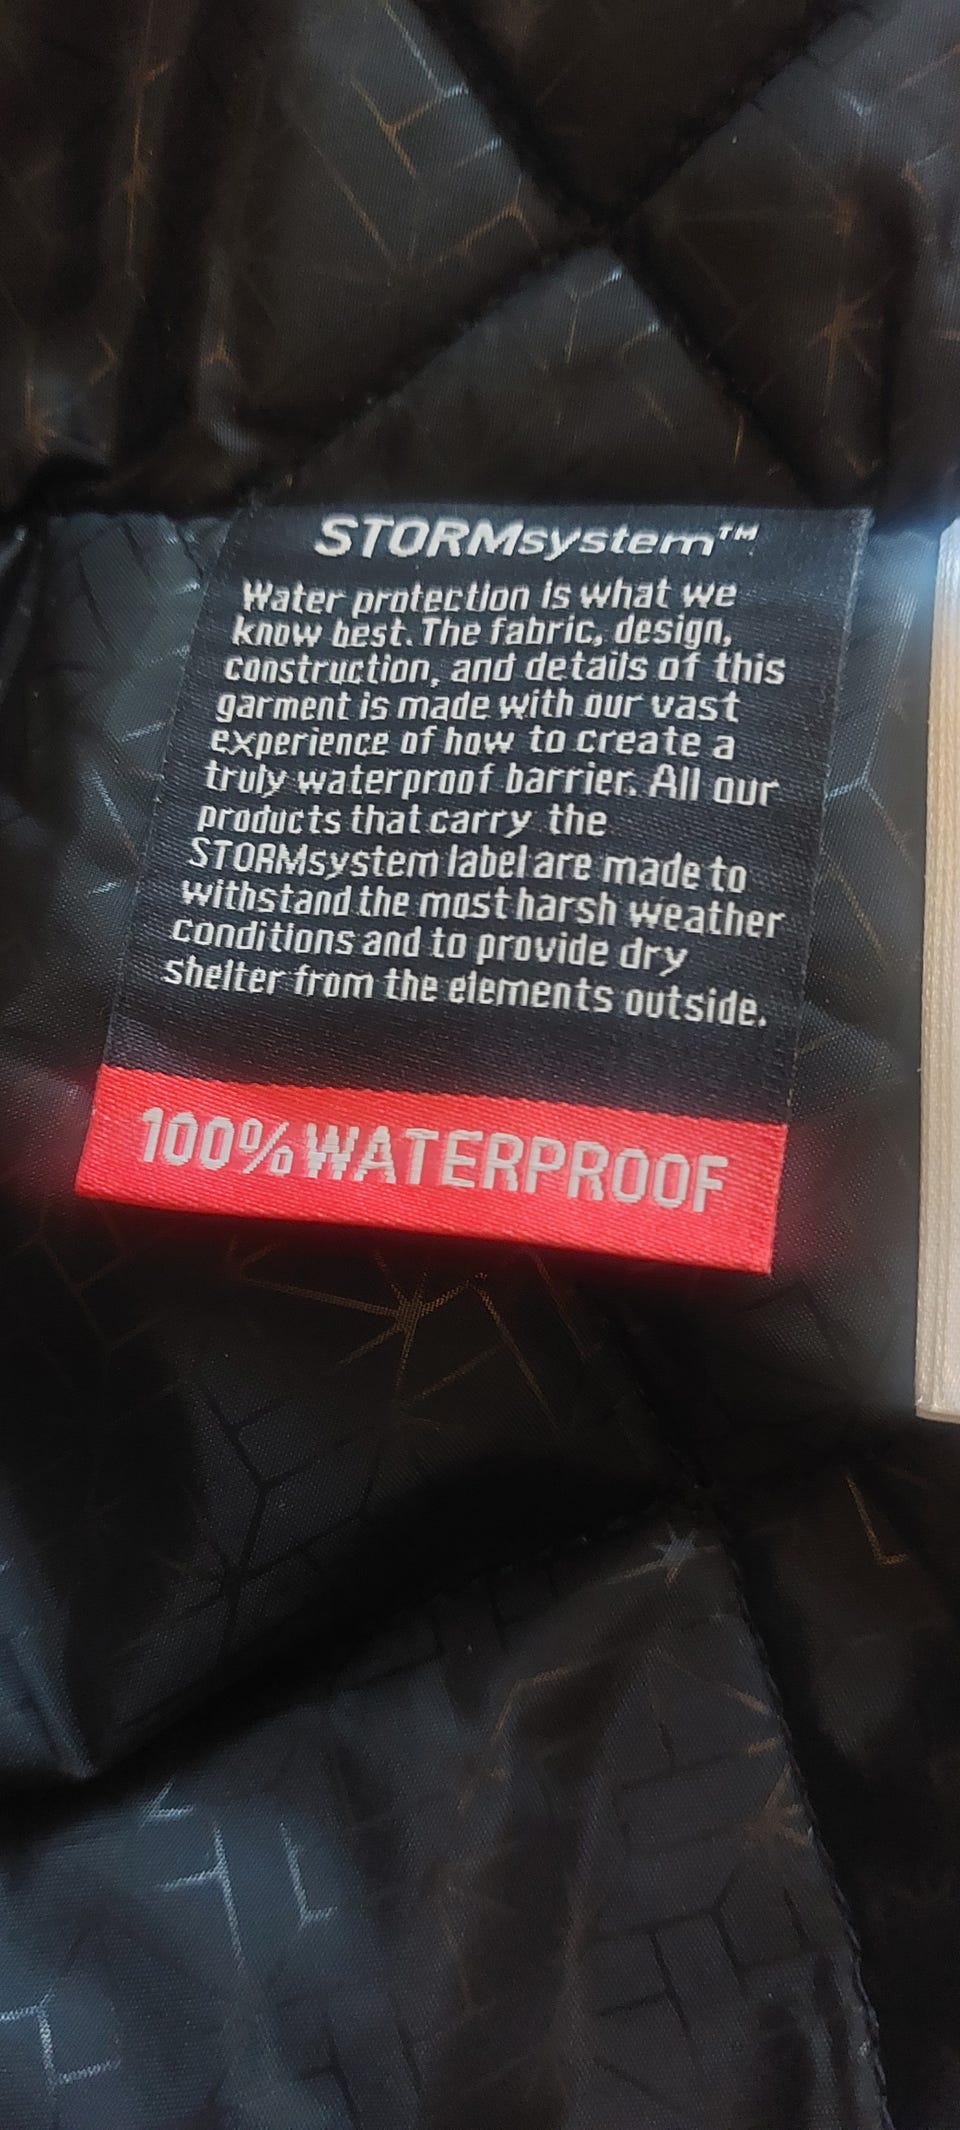 STORMsystem™
Water protection is what we
know best. The fabric, design,
construction, and details of this
garment is made with our vast
experience of how to create a
truly waterproof barrier. All our
products that carry the
STORMsystem label are made to
withstand the most harsh weather
conditions and to provide dry
shelter from the elements outside.
100% WATERPROOF